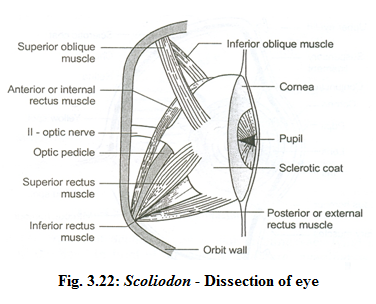 Superior oblique
muscle
Inferior oblique muscle
Anterior or internal
rectus muscle
Cornea
II - optic nerve
Optic pedicle
Pupil
Superior rectus
muscle
Sclerotic coat
Inferior rectus
muscle
Posterior or external
rectus muscle
Orbit wall
Fig. 3.22: Scoliodon - Dissection of eye